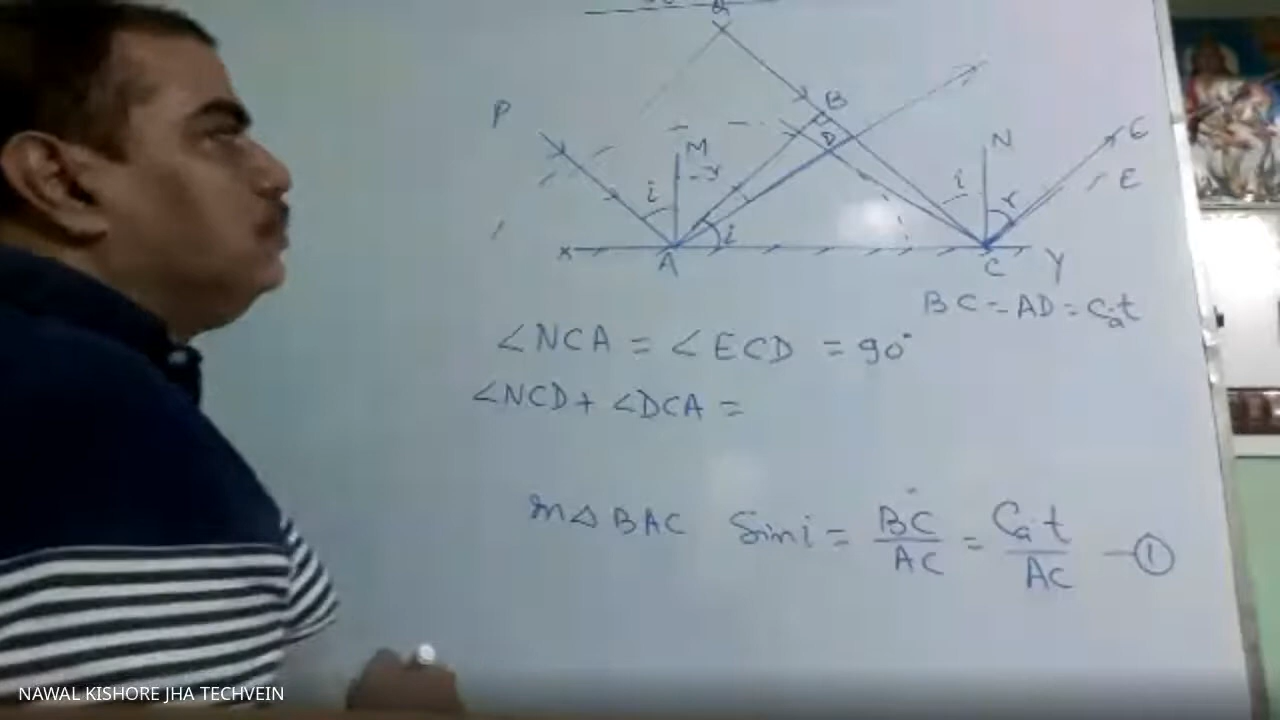 B
P
M
D
N
E
r
i
i
r
E
i
x
A
C
Y
BC = AD = Cₐt
∠NCA = ∠ECD = 90°
∠NCD + ∠DCA =
In △ BAC Sin i = BC/AC = Cₐt/AC —①
NAWAL KISHORE JHA TECHVEIN